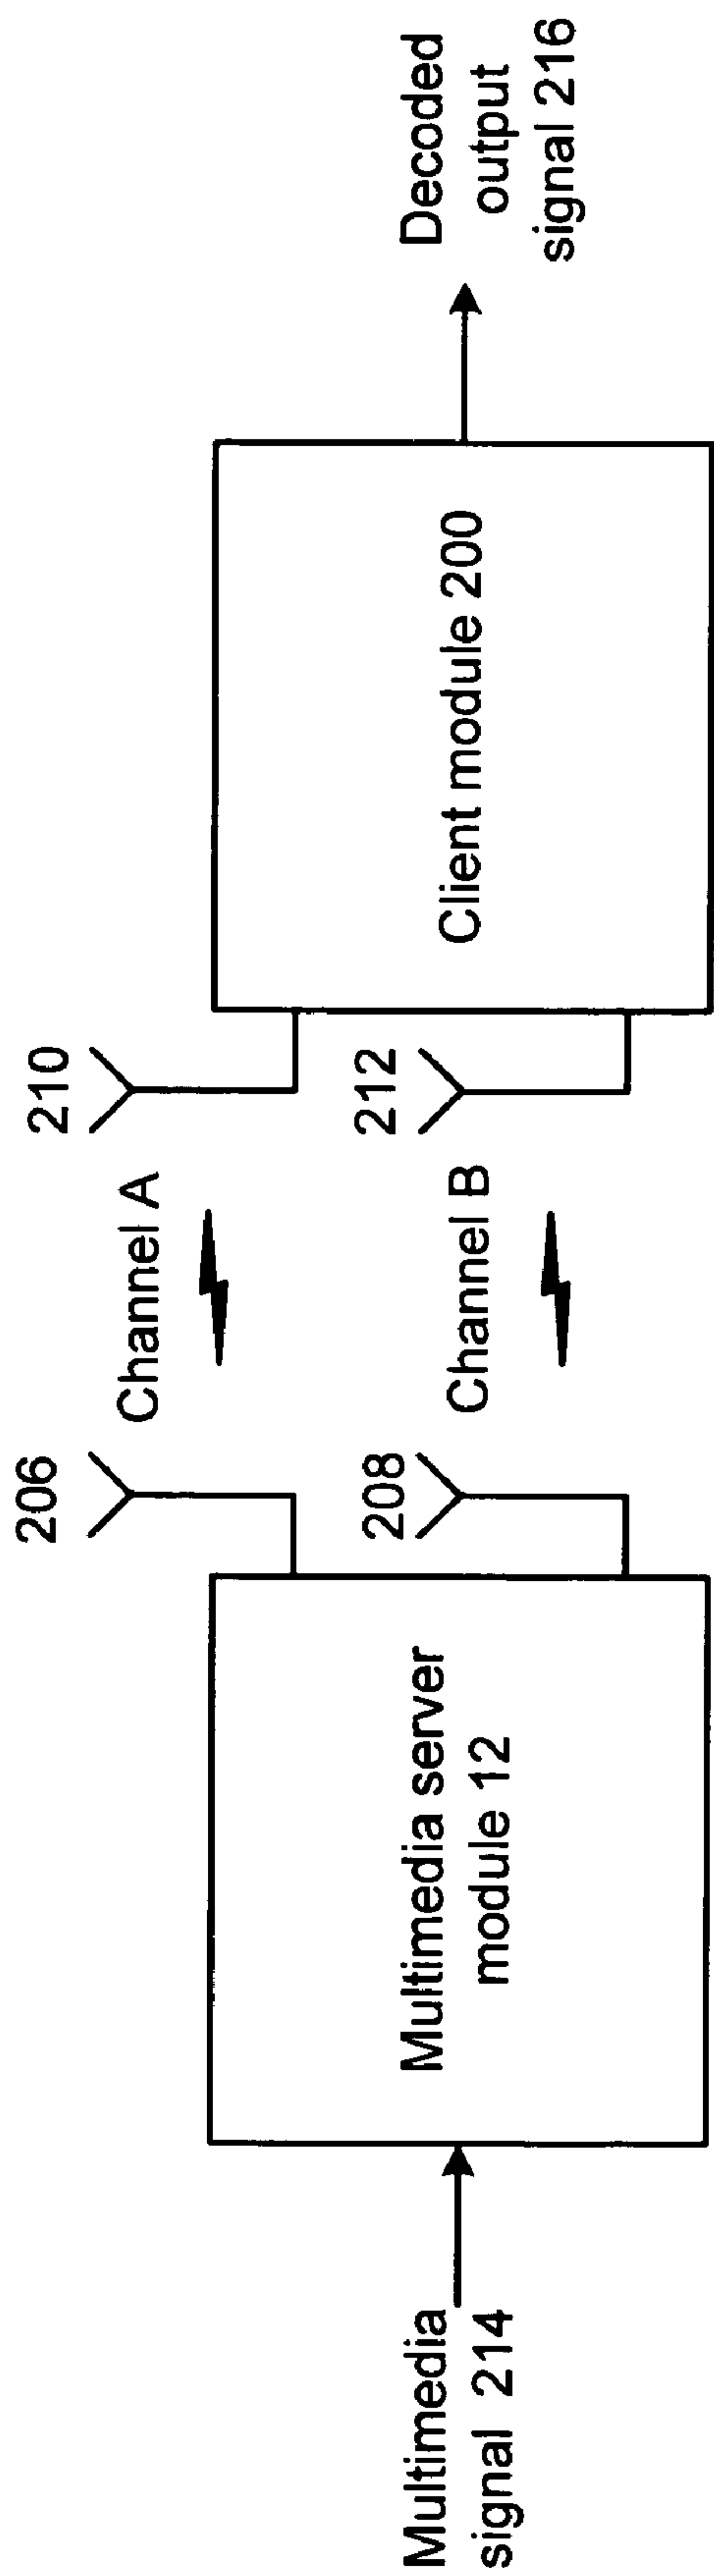 Multimedia
signal 214
Multimedia server
module 12
206
208
Channel A
Channel B
210
212
Client module 200
Decoded
output
signal 216